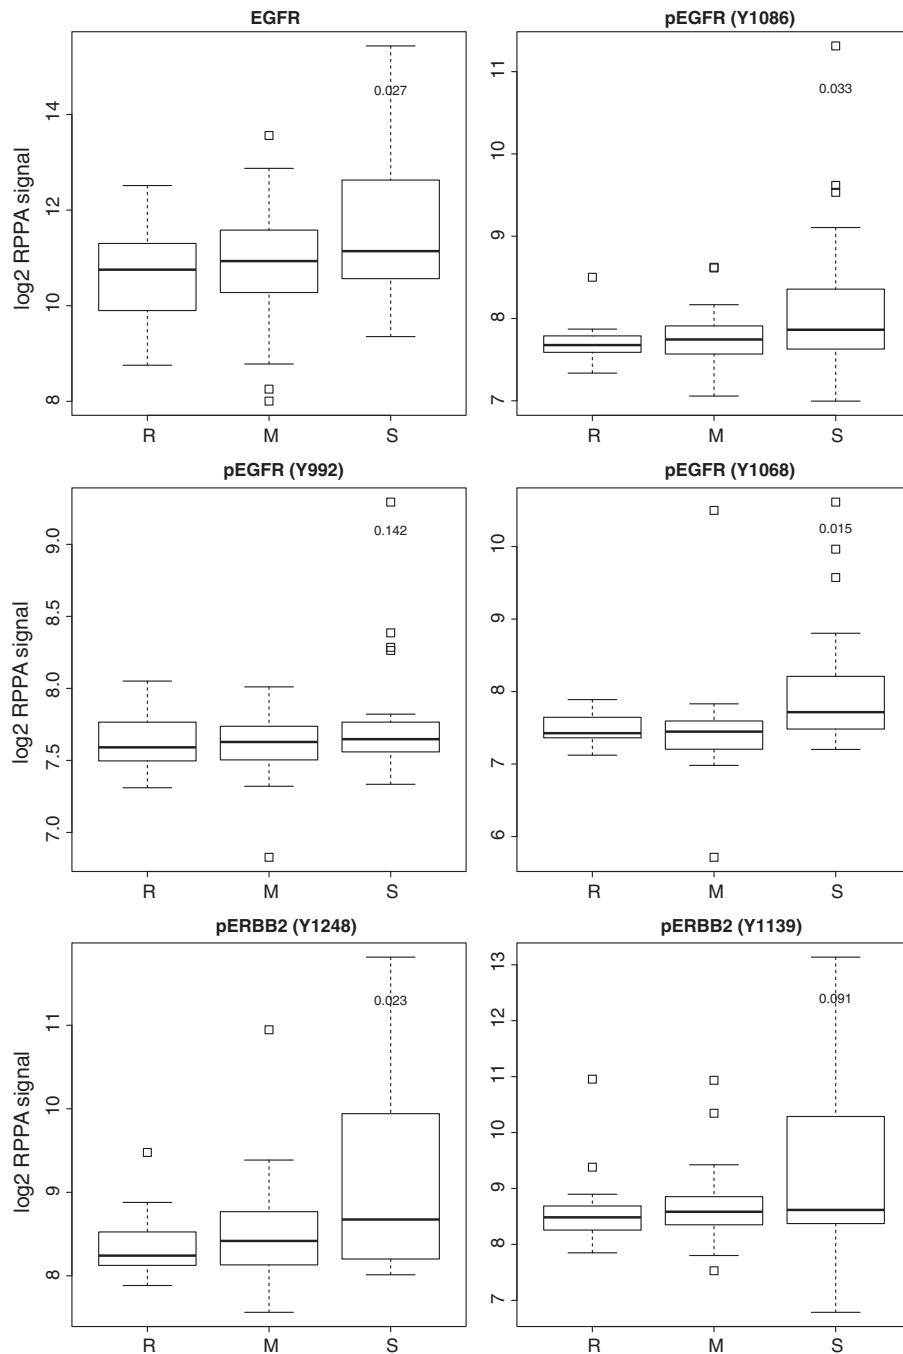 EGFR
log2 RPPA signal
14
12
10
8
0.027
R M S
pEGFR (Y1086)
11
10
9
8
7
0.033
R M S
pEGFR (Y992)
log2 RPPA signal
9.0
8.5
8.0
7.5
7.0
0.142
R M S
pEGFR (Y1068)
10
9
8
7
6
0.015
R M S
pERBB2 (Y1248)
log2 RPPA signal
11
10
9
8
0.023
R M S
pERBB2 (Y1139)
13
12
11
10
9
8
7
0.091
R M S